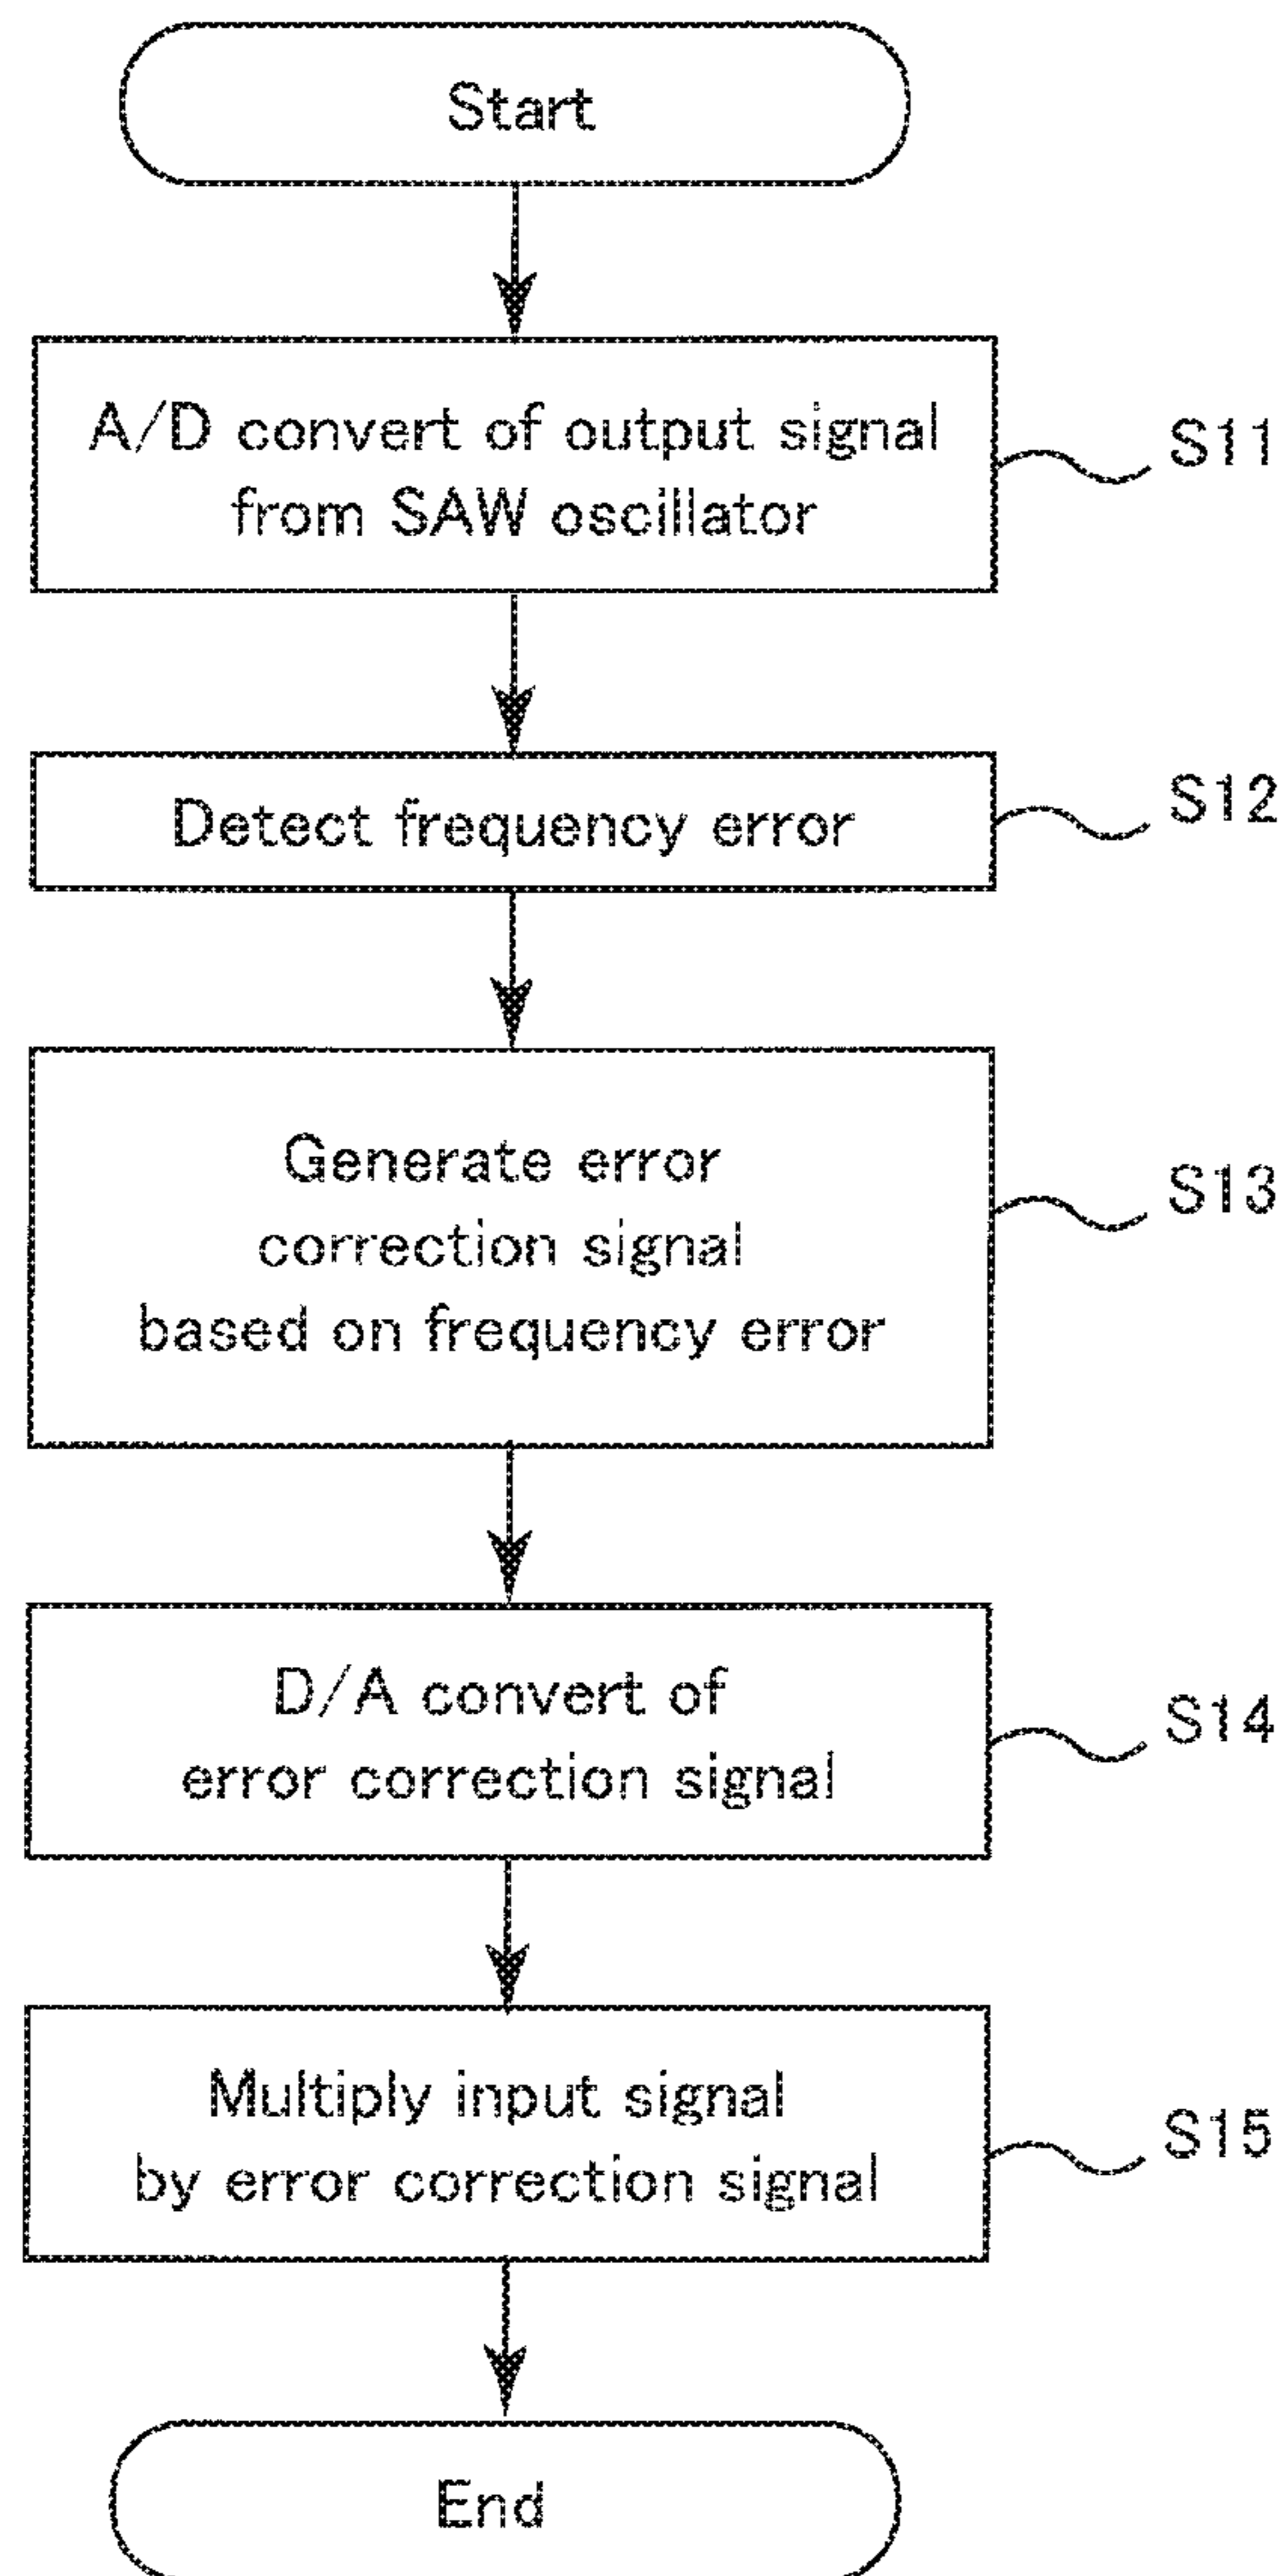 Start
A/D convert of output signal
from SAW oscillator
S11
Detect frequency error
S12
Generate error
correction signal
based on frequency error
S13
D/A convert of
error correction signal
S14
Multiply input signal
by error correction signal
S15
End